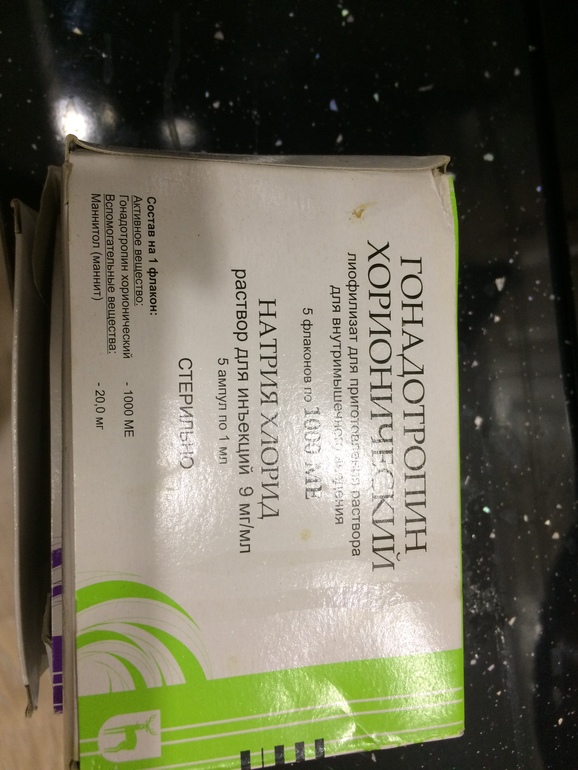 ГОНАДОТРОПИН
ХОРИОНИЧЕСКИЙ
лиофилизат для приготовления раствора
для внутримышечного введения
5 флаконов по 1000 МЕ
НАТРИЯ ХЛОРИД
раствор для инъекций 9 мг/мл
5 ампул по 1 мл
СТЕРИЛЬНО
Состав на 1 флакон:
Активное вещество:
Гонадотропин хорионический - 1000 МЕ
Вспомогательные вещества:
Маннитол (маннит) - 20,0 мг